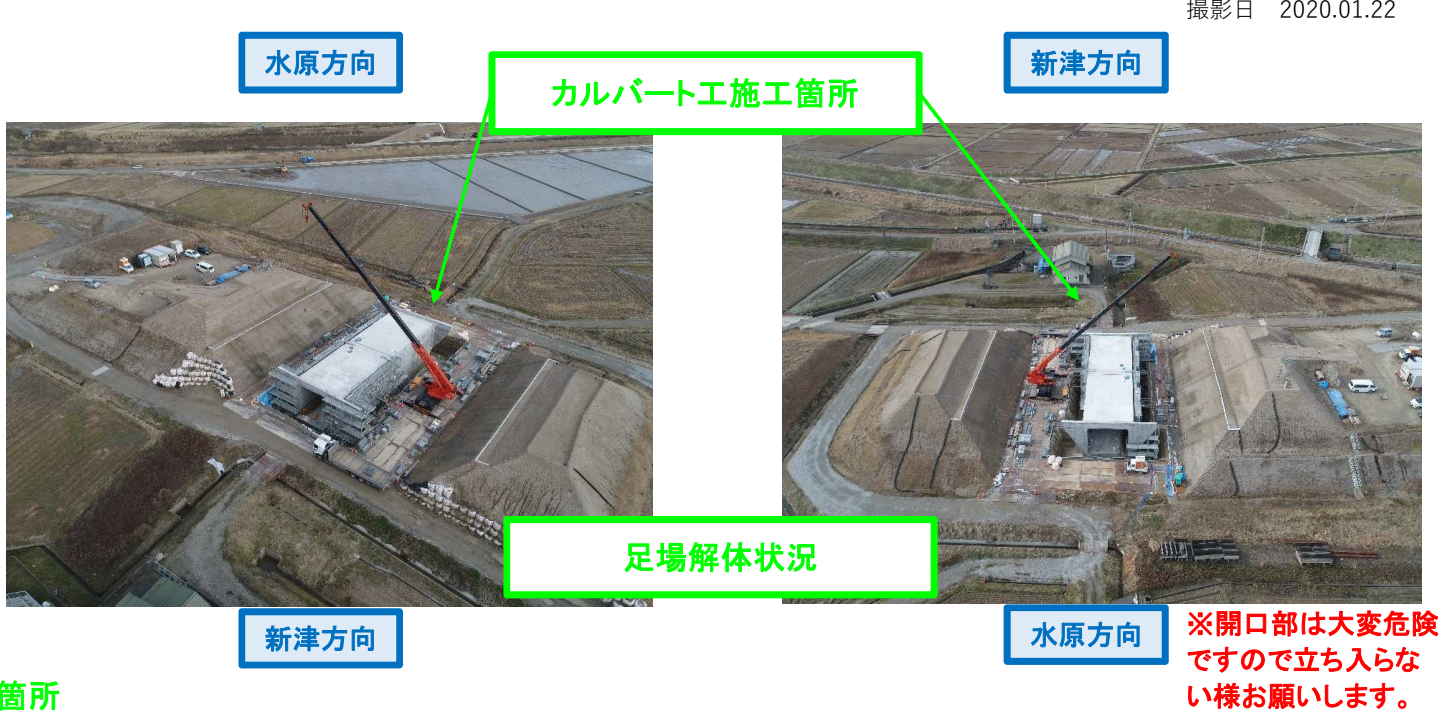 撮影日　2020.01.22
水原方向
カルバート工施工箇所
新津方向
足場解体状況
新津方向
水原方向
※開口部は大変危険
ですので立ち入らな
い様お願いします。
箇所